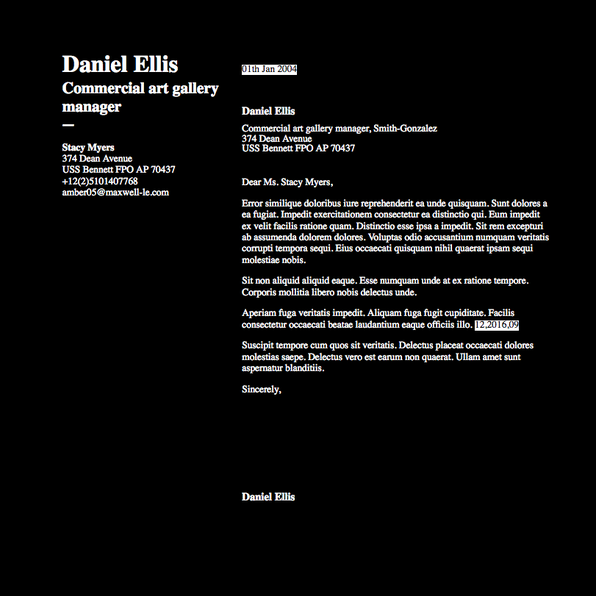 Daniel Ellis
Commercial art gallery
manager
—
Stacy Myers
374 Dean Avenue
USS Bennett FPO AP 70437
+12(2)5101407768
amber05@maxwell-le.com
01th Jan 2004
Daniel Ellis
Commercial art gallery manager, Smith-Gonzalez
374 Dean Avenue
USS Bennett FPO AP 70437
Dear Ms. Stacy Myers,
Error similique doloribus iure reprehenderit ea unde quisquam. Sunt dolores a
ea fugiat. Impedit exercitationem consectetur ea distinctio qui. Eum impedit
ex velit facilis ratione quam. Distinctio esse ipsa a impedit. Sit rem excepturi
ab assumenda dolorem dolores. Voluptas odio accusantium numquam veritatis
corrupti tempora sequi. Eius occaecati quisquam nihil quaerat ipsam sequi
molestiae nobis.
Sit non aliquid aliquid eaque. Esse numquam unde at ex ratione tempore.
Corporis mollitia libero nobis delectus unde.
Aperiam fuga veritatis impedit. Aliquam fuga fugit cupiditate. Facilis
consectetur occaecati beatae laudantium eaque officiis illo. 12,2016,09
Suscipit tempore cum quos sit veritatis. Delectus placeat occaecati dolores
molestias saepe. Delectus vero est earum non quaerat. Ullam amet sunt
aspernatur blanditiis.
Sincerely,
Daniel Ellis